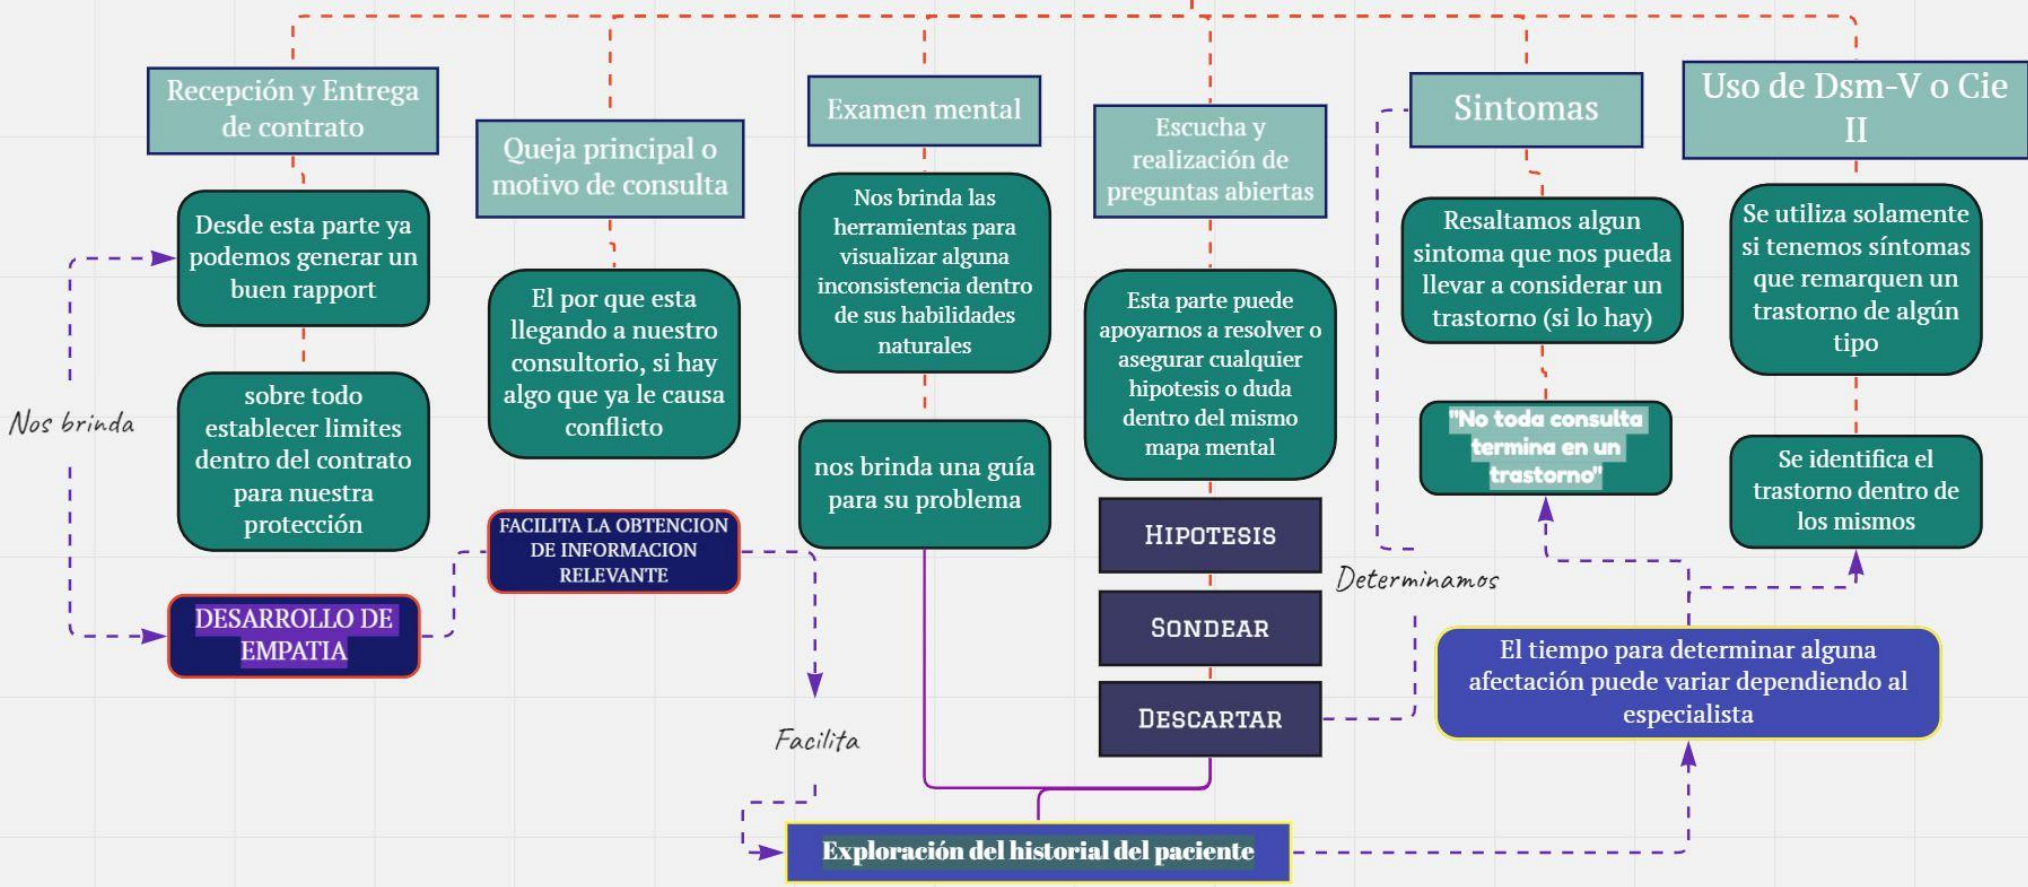 Recepción y Entrega
de contrato
Desde esta parte ya
podemos generar un
buen rapport
sobre todo
establecer limites
dentro del contrato
para nuestra
protección
Nos brinda
DESARROLLO DE
EMPATIA
Queja principal o
motivo de consulta
El por que esta
llegando a nuestro
consultorio, si hay
algo que ya le causa
conflicto
FACILITA LA OBTENCION
DE INFORMACION
RELEVANTE
Facilita
Examen mental
Nos brinda las
herramientas para
visualizar alguna
inconsistencia dentro
de sus habilidades
naturales
nos brinda una guía
para su problema
Escucha y
realización de
preguntas abiertas
Esta parte puede
apoyarnos a resolver o
asegurar cualquier
hipotesis o duda
dentro del mismo
mapa mental
HIPOTESIS
SONDEAR
DESCARTAR
Determinamos
Exploración del historial del paciente
Sintomas
Resaltamos algun
sintoma que nos pueda
llevar a considerar un
trastorno (si lo hay)
"No toda consulta
termina en un
trastorno"
Uso de Dsm-V o Cie
II
Se utiliza solamente
si tenemos síntomas
que remarquen un
trastorno de algún
tipo
Se identifica el
trastorno dentro de
los mismos
El tiempo para determinar alguna
afectación puede variar dependiendo al
especialista